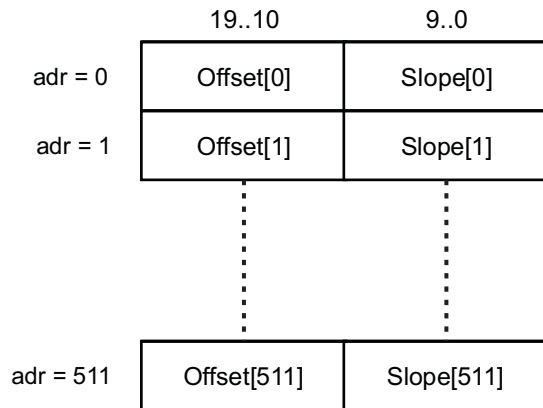 19..10 9..0
adr = 0 Offset[0] Slope[0]
adr = 1 Offset[1] Slope[1]
adr = 511 Offset[511] Slope[511]